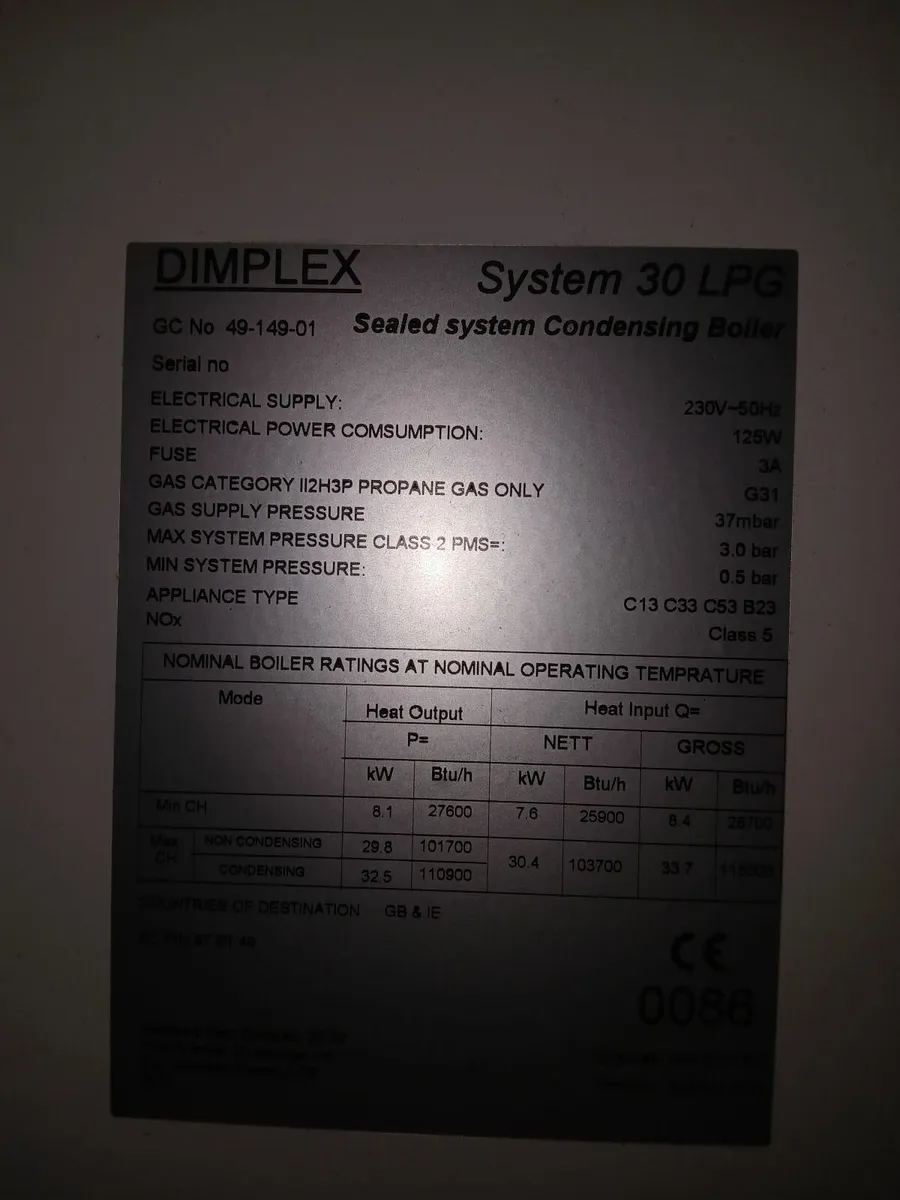 DIMPLEX
System 30 LPG
GC No 49-149-01
Sealed system Condensing Boiler
Serial no
ELECTRICAL SUPPLY: 230V~50Hz
ELECTRICAL POWER COMSUMPTION: 125W
FUSE 3A
GAS CATEGORY II2H3P PROPANE GAS ONLY G31
GAS SUPPLY PRESSURE 37mbar
MAX SYSTEM PRESSURE CLASS 2 PMS=: 3.0 bar
MIN SYSTEM PRESSURE: 0.5 bar
APPLIANCE TYPE C13 C33 C53 B23
NOx Class 5
NOMINAL BOILER RATINGS AT NOMINAL OPERATING TEMPRATURE
Mode Heat Output Heat Input Q=
P= NETT GROSS
kW Btu/h kW Btu/h kW Btu/h
Min CH 8.1 27600 7.6 25900 8.4 28700
Max CH NON CONDENSING 29.8 101700 30.4 103700 33.7
CONDENSING 32.5 110900
COUNTRIES OF DESTINATION GB & IE
CE
0086